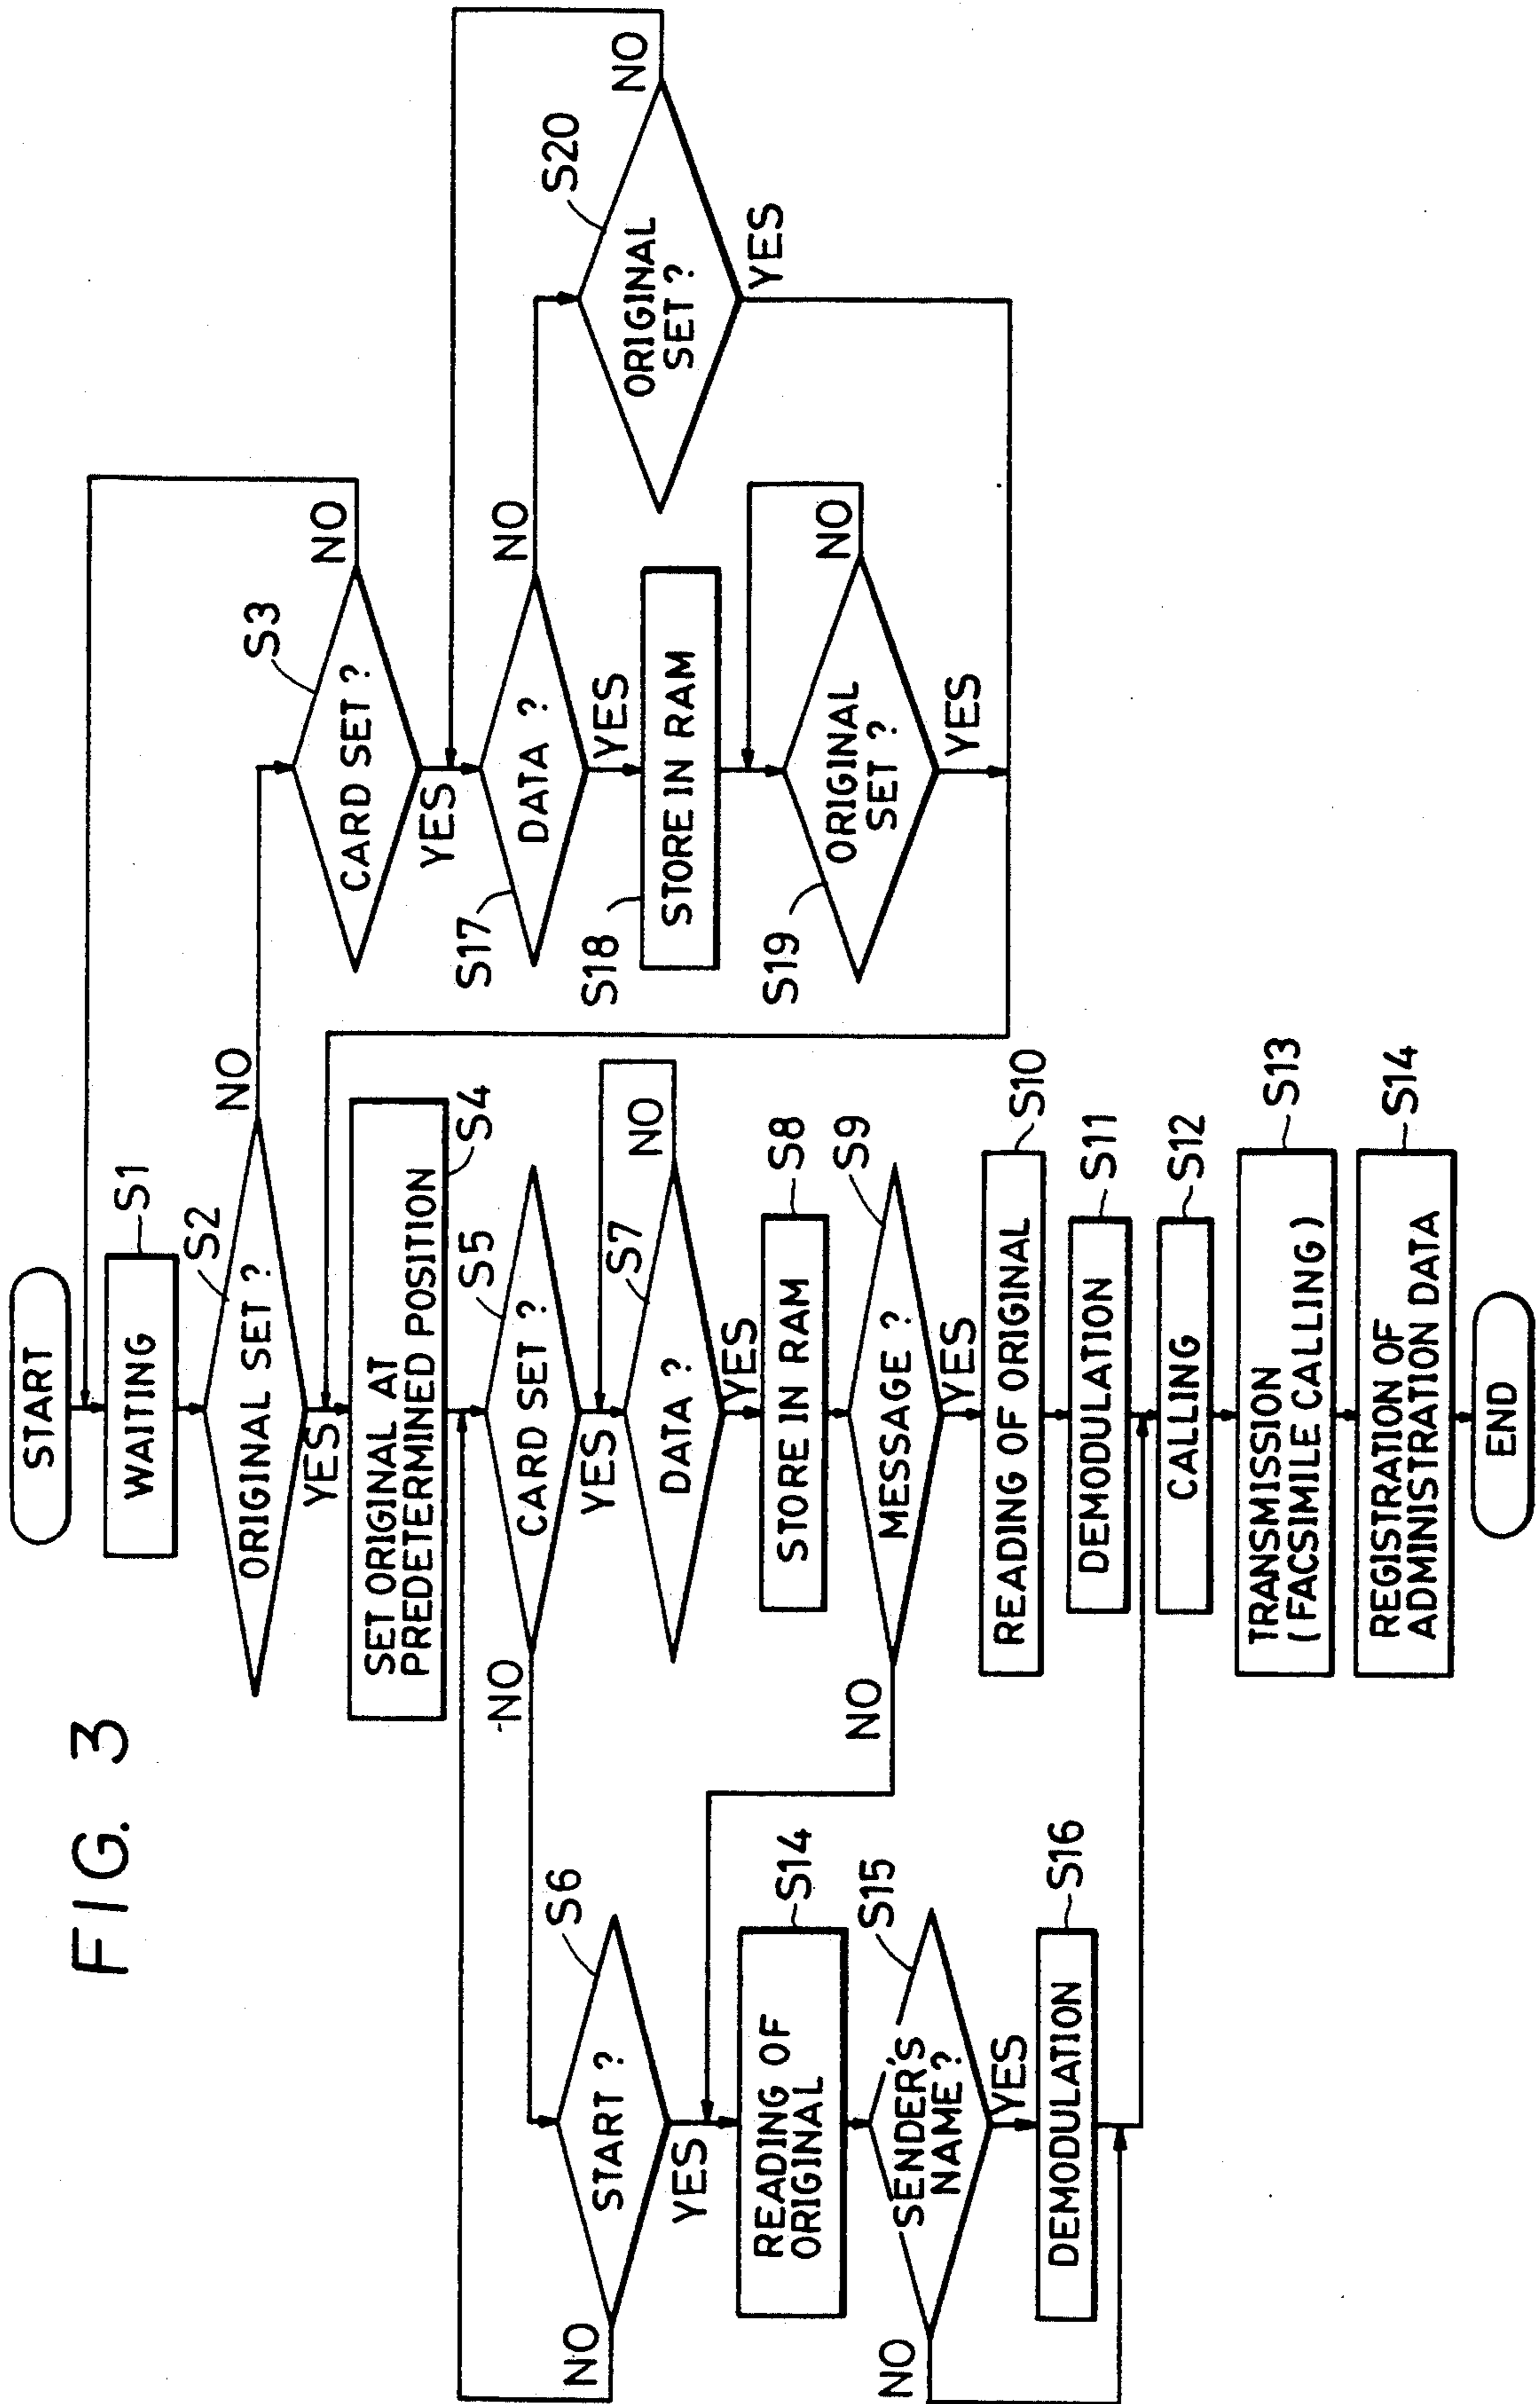 FIG. 3
START
WAITING
S1
ORIGINAL SET ?
S2
NO
YES
SET ORIGINAL AT
PREDETERMINED POSITION
S4
CARD SET ?
S5
-NO
YES
DATA ?
S7
NO
YES
STORE IN RAM
S8
MESSAGE ?
S9
NO
YES
READING OF ORIGINAL
S10
DEMODULATION
S11
CALLING
S12
TRANSMISSION
(FACSIMILE CALLING)
S13
REGISTRATION OF
ADMINISTRATION DATA
S14
END
START ?
S6
NO
YES
READING OF
ORIGINAL
S14
SENDER'S
NAME?
S15
NO
YES
DEMODULATION
S16
CARD SET ?
S3
NO
YES
DATA ?
S17
NO
YES
STORE IN RAM
S18
ORIGINAL
SET ?
S19
NO
YES
ORIGINAL
SET ?
S20
NO
YES